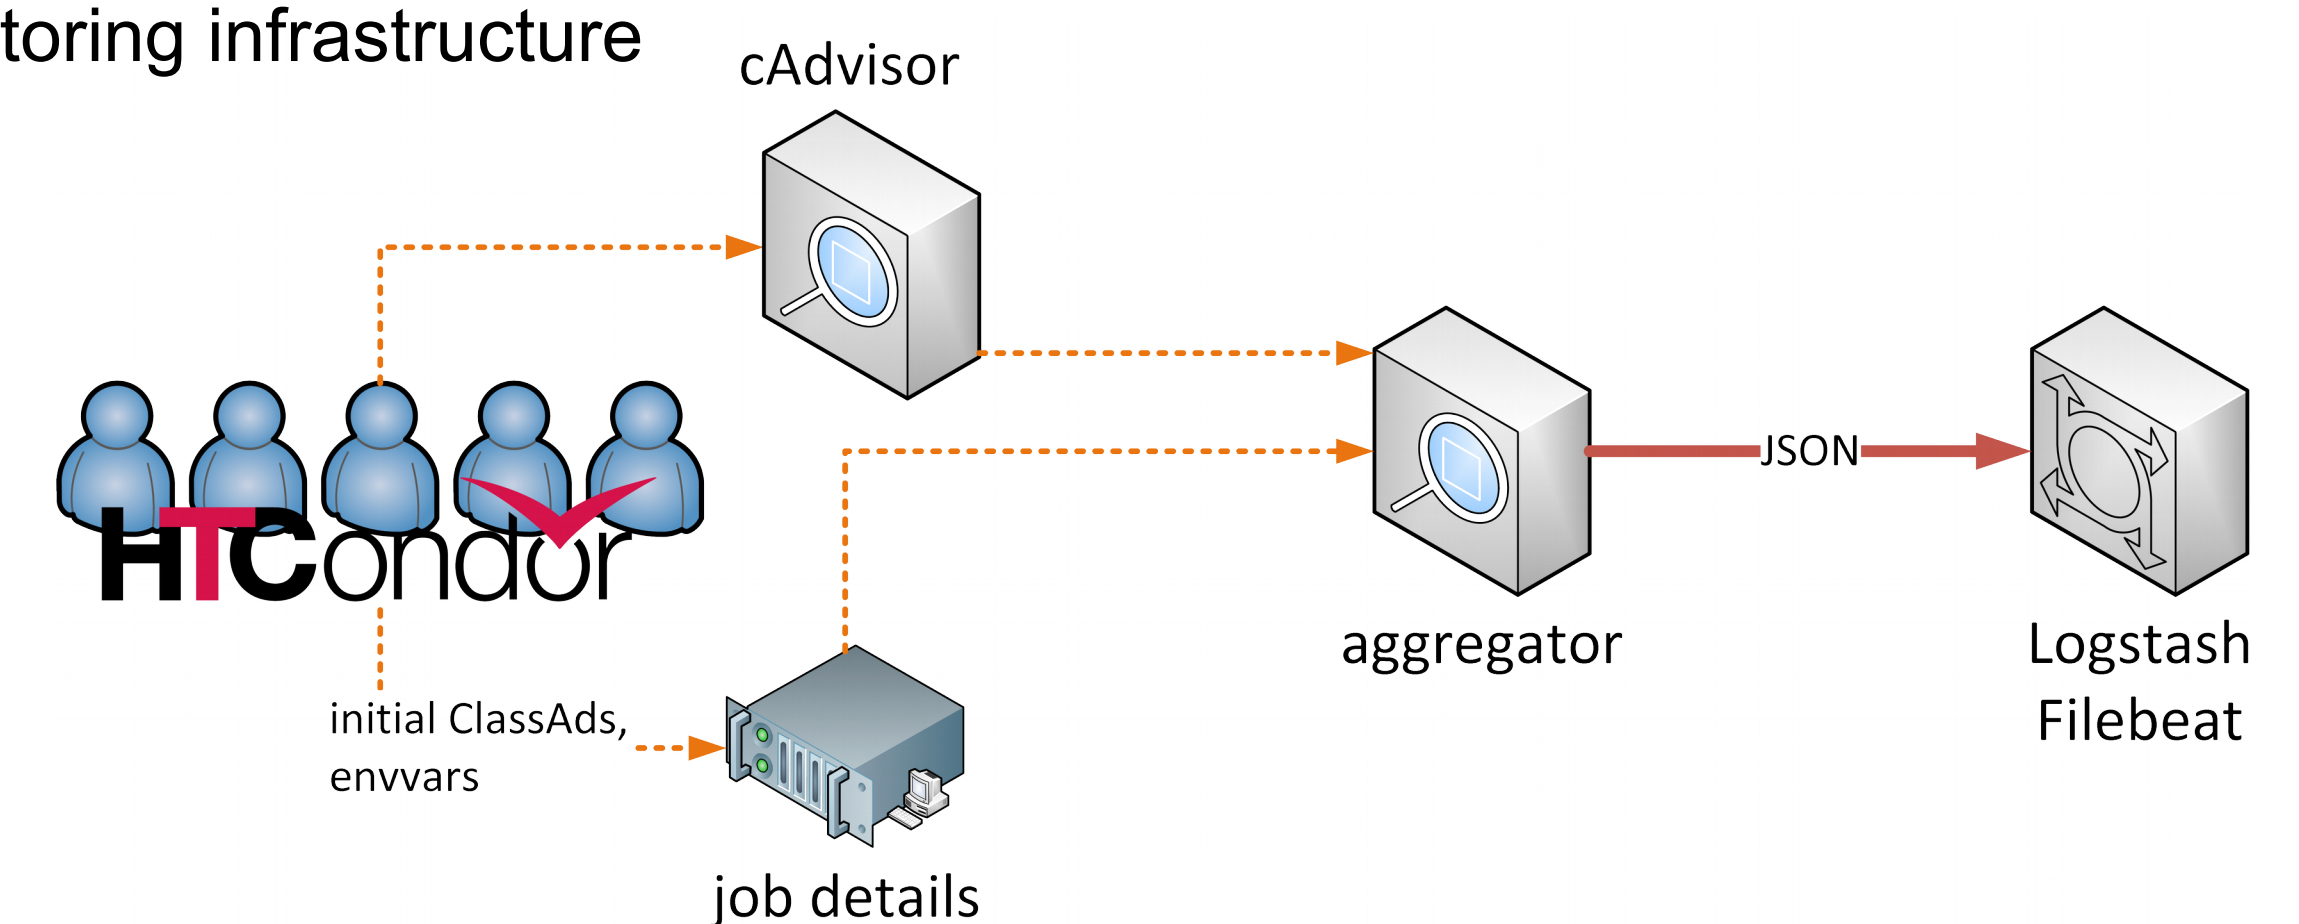 toring infrastructure
cAdvisor
HTCondor
JSON
initial ClassAds,
envvars
aggregator
Logstash
Filebeat
job details